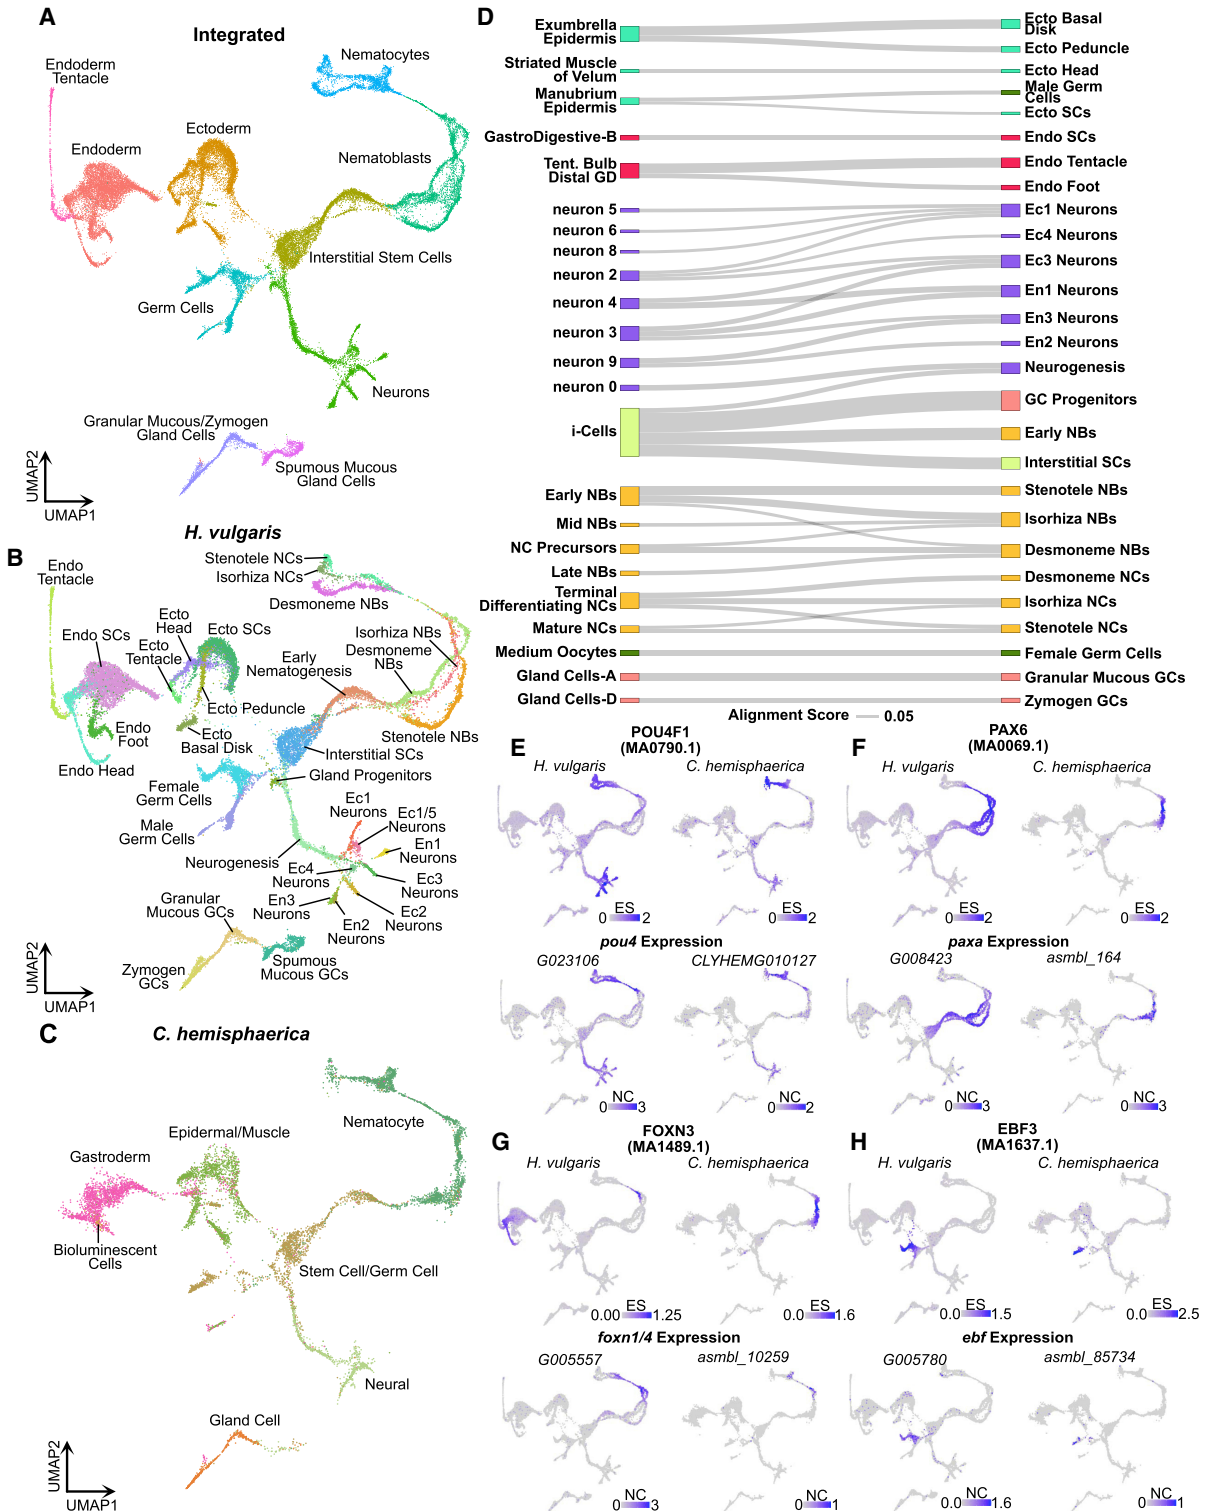 A
Integrated
Endoderm
Tentacle
Nematocytes
Ectoderm
Endoderm
Nematoblasts
Interstitial Stem Cells
Germ Cells
Neurons
Granular Mucous/Zymogen
Gland Cells
Spumous Mucous
Gland Cells
UMAP2
UMAP1
B
H. vulgaris
Endo
Tentacle
Stenotele NCs
Isorhiza NCs
Desmoneme NBs
Ecto
Head
Endo SCs
Ecto SCs
Ecto
Tentacle
Isorhiza NBs
Desmoneme
NBs
Early
Nematogenesis
Ecto Peduncle
Endo
Foot
Ecto
Basal Disk
Stenotele NBs
Interstitial SCs
Endo Head
Gland Progenitors
Female
Germ Cells
Ec1
Neurons
Ec1/5
Neurons
Male
Germ Cells
En1
Neurons
Neurogenesis
Ec4
Neurons
Ec3
Neurons
Granular
Mucous GCs
En3
Neurons
Ec2
Neurons
En2
Neurons
Spumous
Mucous GCs
Zymogen
GCs
UMAP2
UMAP1
C
C. hemisphaerica
Nematocyte
Epidermal/Muscle
Gastroderm
Bioluminescent
Cells
Stem Cell/Germ Cell
Neural
Gland Cell
UMAP2
UMAP1
D
Exumbrella
Epidermis
Striated Muscle
of Velum
Manubrium
Epidermis
GastroDigestive-B
Tent. Bulb
Distal GD
neuron 5
neuron 6
neuron 8
neuron 2
neuron 4
neuron 3
neuron 9
neuron 0
i-Cells
Early NBs
Mid NBs
NC Precursors
Late NBs
Terminal
Differentiating NCs
Mature NCs
Medium Oocytes
Gland Cells-A
Gland Cells-D
Ecto Basal
Disk
Ecto Peduncle
Ecto Head
Male Germ
Cells
Ecto SCs
Endo SCs
Endo Tentacle
Endo Foot
Ec1 Neurons
Ec4 Neurons
Ec3 Neurons
En1 Neurons
En3 Neurons
En2 Neurons
Neurogenesis
GC Progenitors
Early NBs
Interstitial SCs
Stenotele NBs
Isorhiza NBs
Desmoneme NBs
Desmoneme NCs
Isorhiza NCs
Stenotele NCs
Female Germ Cells
Granular Mucous GCs
Zymogen GCs
Alignment Score 0.05
E
POU4F1
(MA0790.1)
H. vulgaris
C. hemisphaerica
0 ES 2
0 ES 2
pou4 Expression
G023106
CLYHEMG010127
0 NC 3
0 NC 2
F
PAX6
(MA0069.1)
H. vulgaris
C. hemisphaerica
0 ES 2
0 ES 2
paxa Expression
G008423
asmbl_164
0 NC 3
0 NC 3
G
FOXN3
(MA1489.1)
H. vulgaris
C. hemisphaerica
0.00 ES 1.25
0.0 ES 1.6
foxn1/4 Expression
G005557
asmbl_10259
0 NC 3
0 NC 1
H
EBF3
(MA1637.1)
H. vulgaris
C. hemisphaerica
0.0 ES 1.5
0.0 ES 2.5
ebf Expression
G005780
asmbl_85734
0.0 NC 1.6
0 NC 1